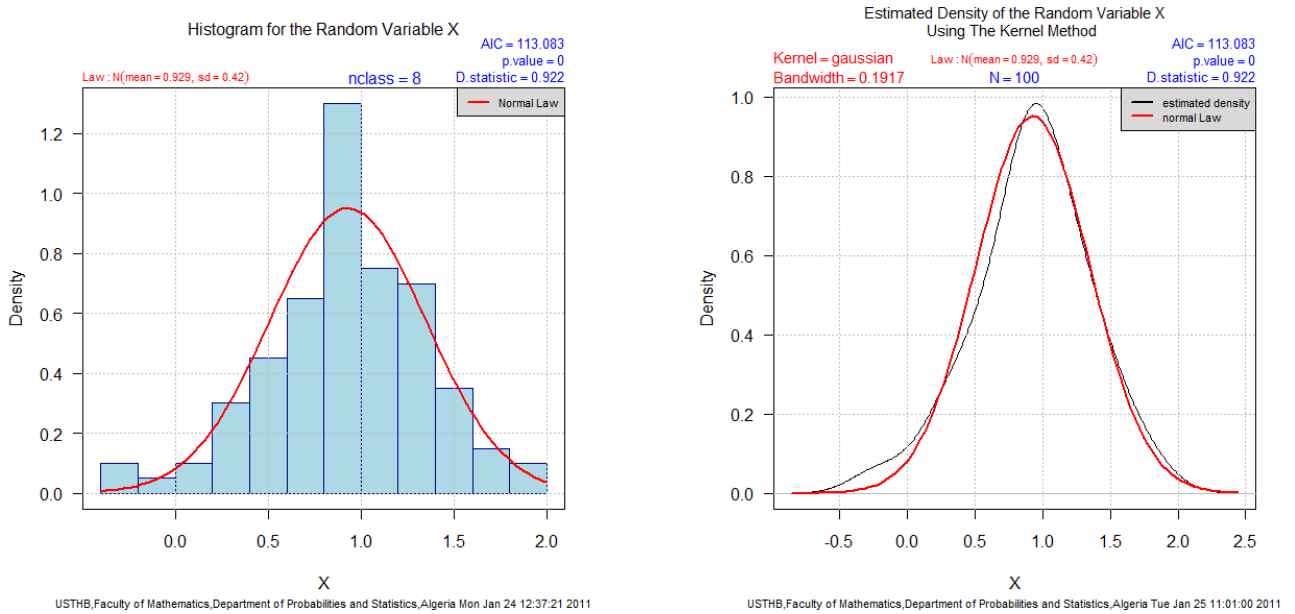 Histogram for the Random Variable X
AIC = 113.083
p.value = 0
Law : N(mean = 0.929, sd = 0.42)
nclass = 8
D.statistic = 0.922
Normal Law
Density
1.2
1.0
0.8
0.6
0.4
0.2
0.0
0.0
0.5
1.0
1.5
2.0
X
USTHB,Faculty of Mathematics,Department of Probabilities and Statistics,Algeria Mon Jan 24 12:37:21 2011
Estimated Density of the Random Variable X
Using The Kernel Method
AIC = 113.083
Kernel = gaussian
Law : N(mean = 0.929, sd = 0.42)
p.value = 0
Bandwidth = 0.1917
N = 100
D.statistic = 0.922
estimated density
normal Law
Density
1.0
0.8
0.6
0.4
0.2
0.0
-0.5
0.0
0.5
1.0
1.5
2.0
2.5
X
USTHB,Faculty of Mathematics,Department of Probabilities and Statistics,Algeria Tue Jan 25 11:01:00 2011